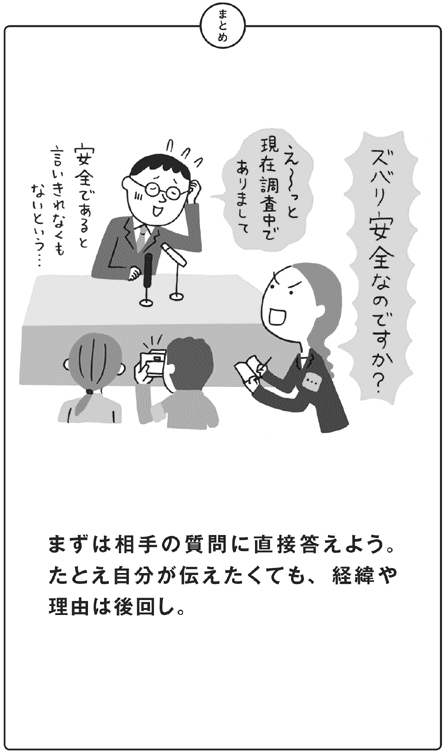 まとめ
ズバリ安全なのですか？
え〜っと
現在調査中で
ありまして
安全であると
言いきれなくも
ないという…
まずは相手の質問に直接答えよう。
たとえ自分が伝えたくても、経緯や
理由は後回し。